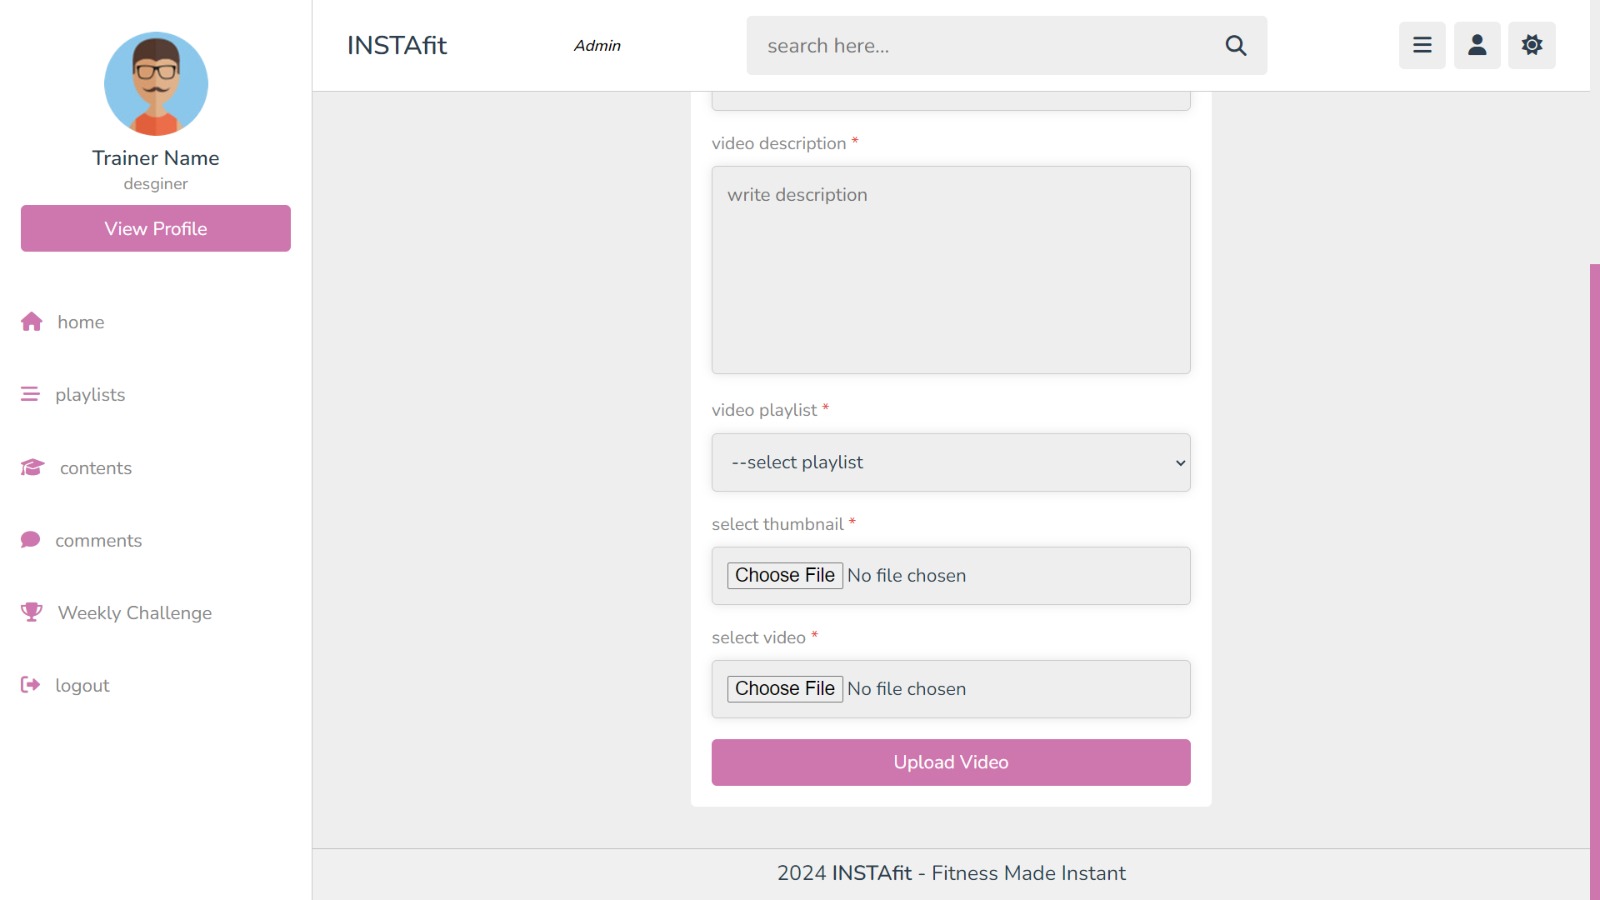 INSTAfit
Admin
search here...
Trainer Name
desginer
View Profile
home
playlists
contents
comments
Weekly Challenge
logout
video description *
write description
video playlist *
--select playlist
select thumbnail *
Choose File No file chosen
select video *
Choose File No file chosen
Upload Video
2024 INSTAfit - Fitness Made Instant